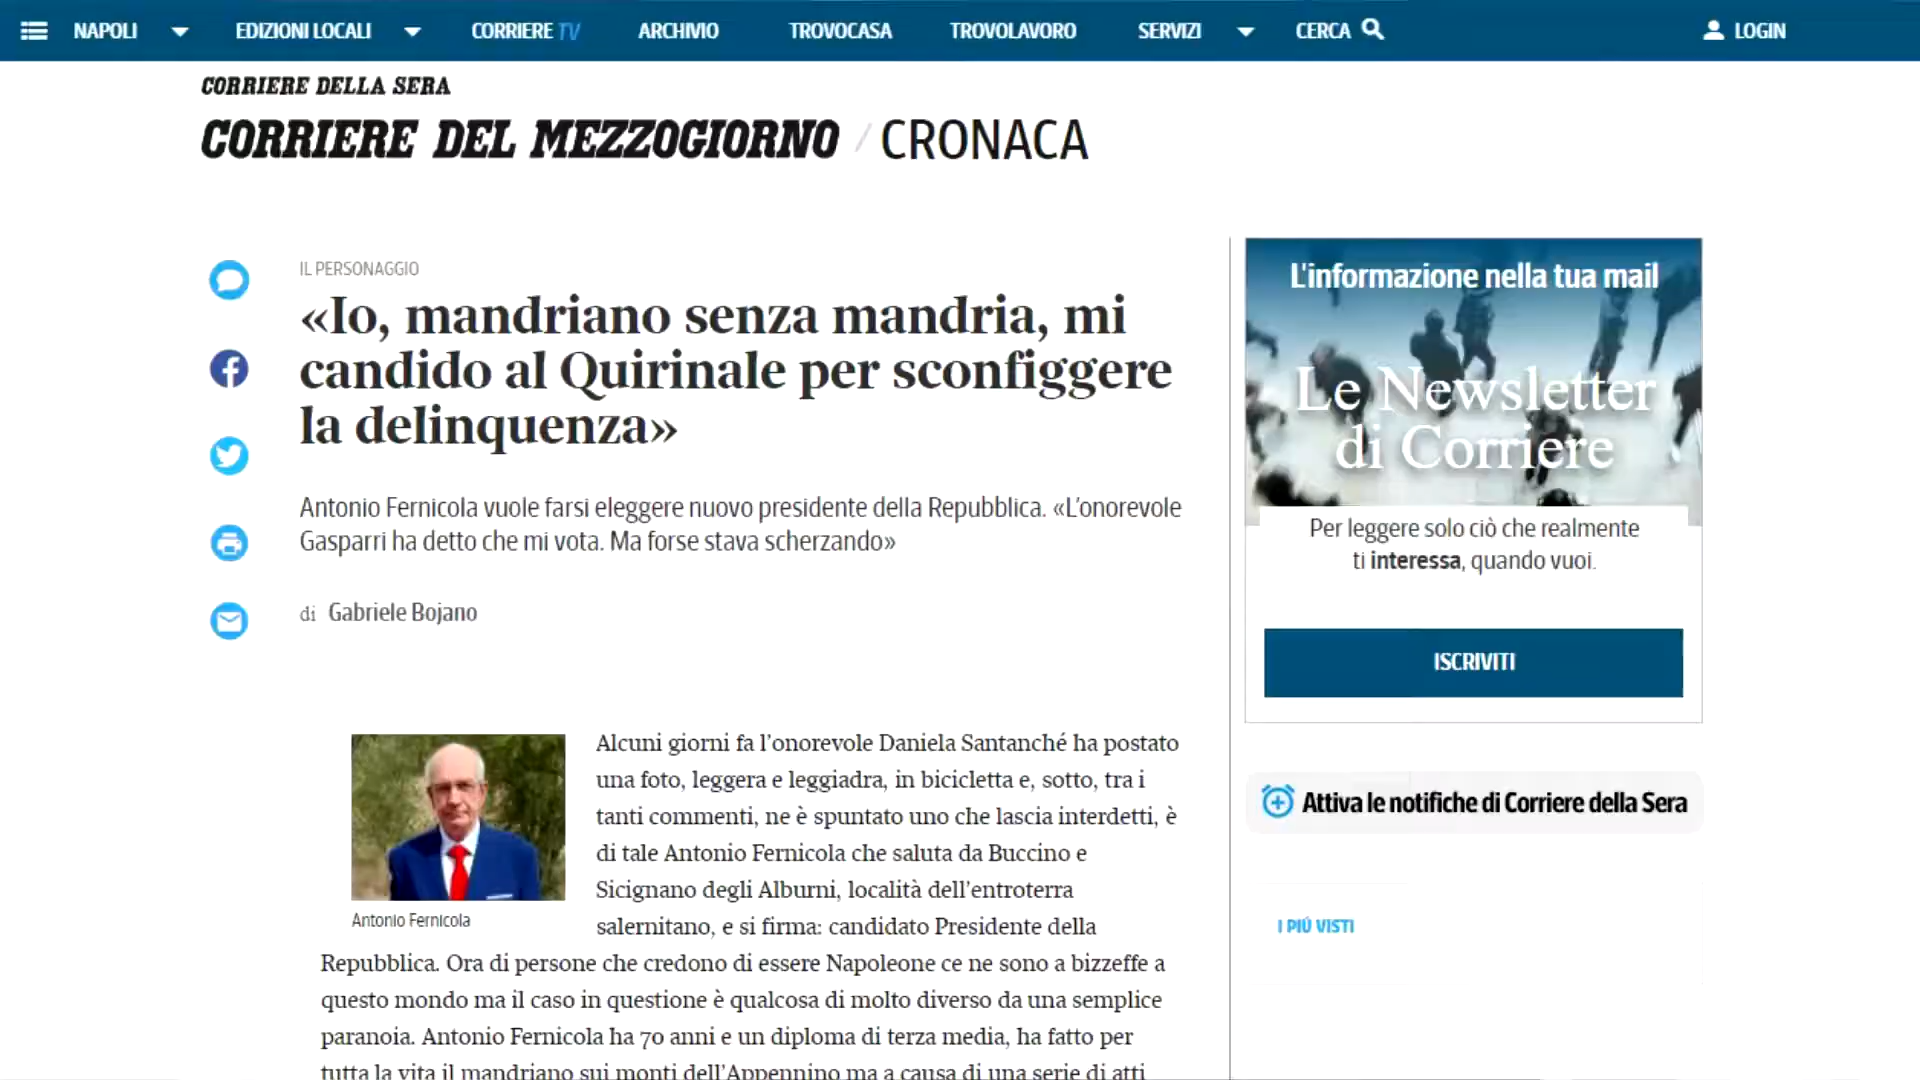 NAPOLI
EDIZIONI LOCALI
CORRIERE TV
ARCHIVIO
TROVOCASA
TROVOLAVORO
SERVIZI
CERCA
LOGIN
CORRIERE DELLA SERA
CORRIERE DEL MEZZOGIORNO / CRONACA
IL PERSONAGGIO
«Io, mandriano senza mandria, mi
candido al Quirinale per sconfiggere
la delinquenza»
Antonio Fernicola vuole farsi eleggere nuovo presidente della Repubblica. «L'onorevole
Gasparri ha detto che mi vota. Ma forse stava scherzando»
di Gabriele Bojano
Antonio Fernicola
Alcuni giorni fa l'onorevole Daniela Santanché ha postato
una foto, leggera e leggiadra, in bicicletta e, sotto, tra i
tanti commenti, ne è spuntato uno che lascia interdetti, è
di tale Antonio Fernicola che saluta da Buccino e
Sicignano degli Alburni, località dell'entroterra
salernitano, e si firma: candidato Presidente della
Repubblica. Ora di persone che credono di essere Napoleone ce ne sono a bizzeffe a
questo mondo ma il caso in questione è qualcosa di molto diverso da una semplice
paranoia. Antonio Fernicola ha 70 anni e un diploma di terza media, ha fatto per
tutta la vita il mandriano sui monti dell'Appennino ma a causa di una serie di atti
L'informazione nella tua mail
Le Newsletter
di Corriere
Per leggere solo ciò che realmente
ti interessa, quando vuoi.
ISCRIVITI
Attiva le notifiche di Corriere della Sera
I PIÚ VISTI